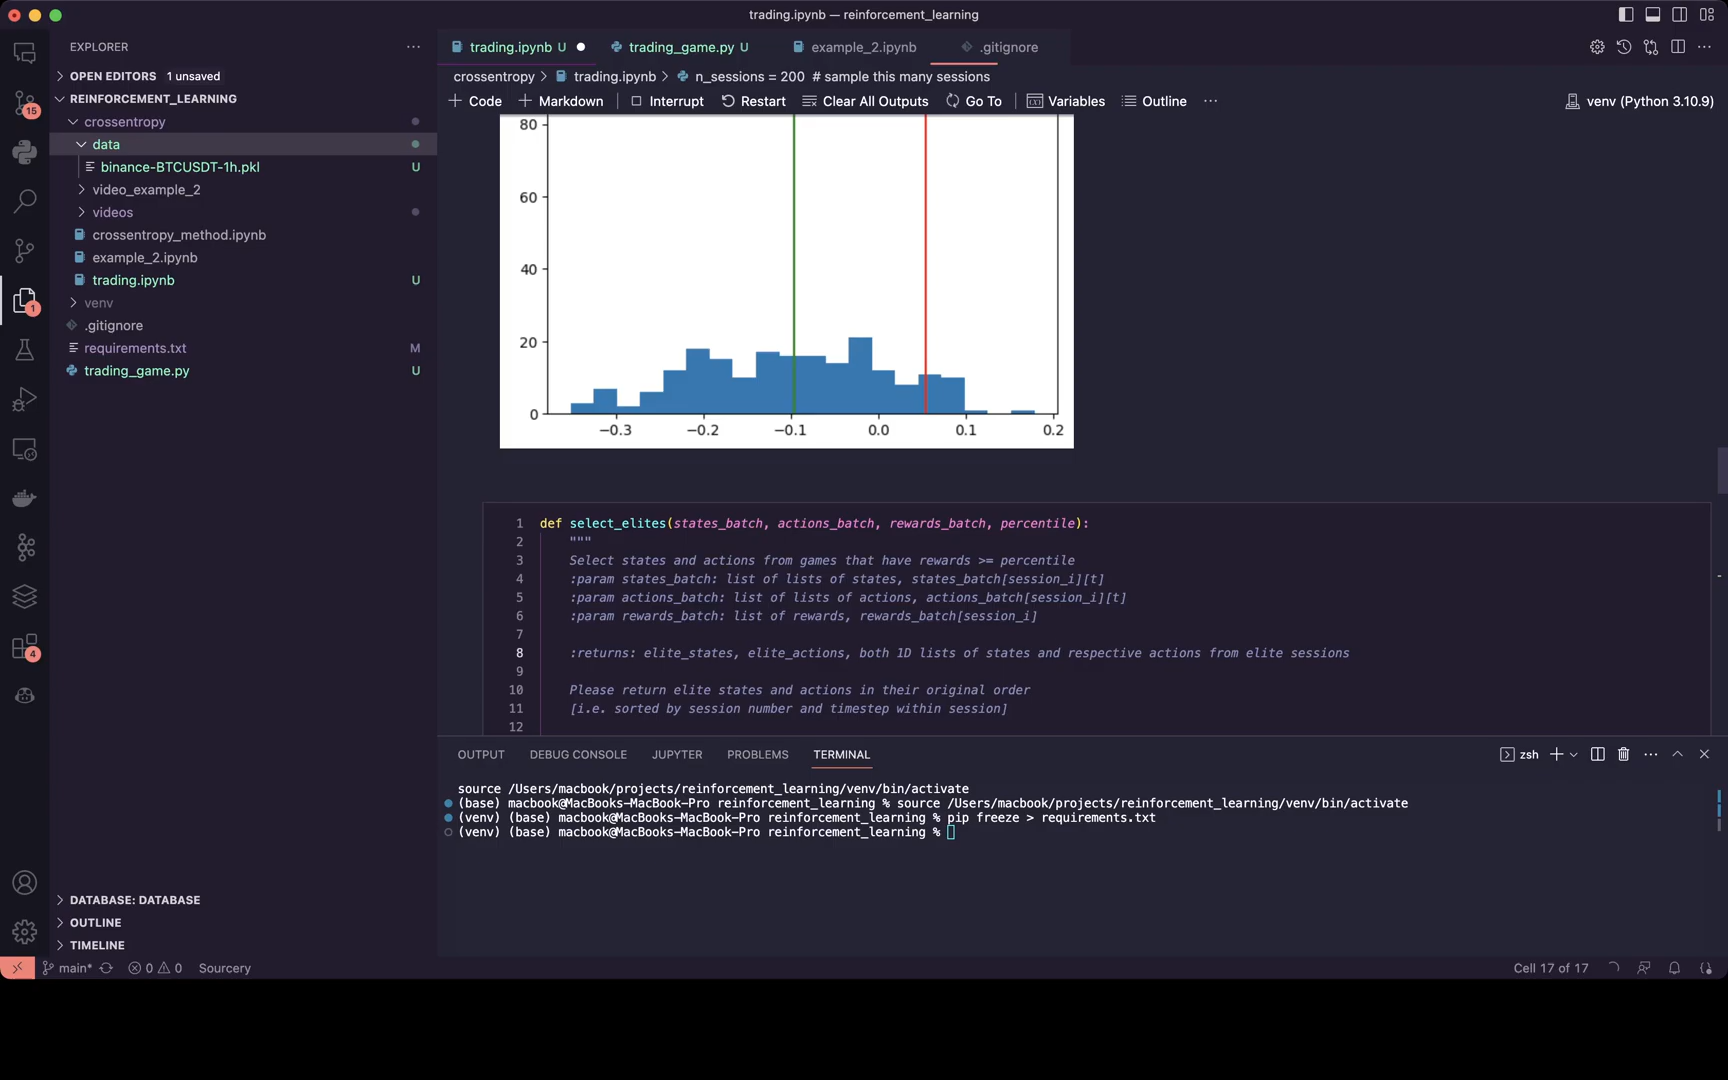 trading.ipynb — reinforcement_learning
EXPLORER
OPEN EDITORS 1 unsaved
REINFORCEMENT_LEARNING
crossentropy
data
binance-BTCUSDT-1h.pkl U
video_example_2
videos
crossentropy_method.ipynb
example_2.ipynb
trading.ipynb U
venv
.gitignore
requirements.txt M
trading_game.py U
DATABASE: DATABASE
OUTLINE
TIMELINE
15
1
4
trading.ipynb U trading_game.py U example_2.ipynb .gitignore
crossentropy > trading.ipynb > n_sessions = 200 # sample this many sessions
Code Markdown Interrupt Restart Clear All Outputs Go To Variables Outline venv (Python 3.10.9)
80
60
40
20
0
−0.3 −0.2 −0.1 0.0 0.1 0.2
1 def select_elites(states_batch, actions_batch, rewards_batch, percentile):
2 """
3 Select states and actions from games that have rewards >= percentile
4 :param states_batch: list of lists of states, states_batch[session_i][t]
5 :param actions_batch: list of lists of actions, actions_batch[session_i][t]
6 :param rewards_batch: list of rewards, rewards_batch[session_i]
7
8 :returns: elite_states, elite_actions, both 1D lists of states and respective actions from elite sessions
9
10 Please return elite states and actions in their original order
11 [i.e. sorted by session number and timestep within session]
12
OUTPUT DEBUG CONSOLE JUPYTER PROBLEMS TERMINAL zsh
source /Users/macbook/projects/reinforcement_learning/venv/bin/activate
(base) macbook@MacBooks-MacBook-Pro reinforcement_learning % source /Users/macbook/projects/reinforcement_learning/venv/bin/activate
(venv) (base) macbook@MacBooks-MacBook-Pro reinforcement_learning % pip freeze > requirements.txt
(venv) (base) macbook@MacBooks-MacBook-Pro reinforcement_learning %
main* 0 0 Sourcery Cell 17 of 17